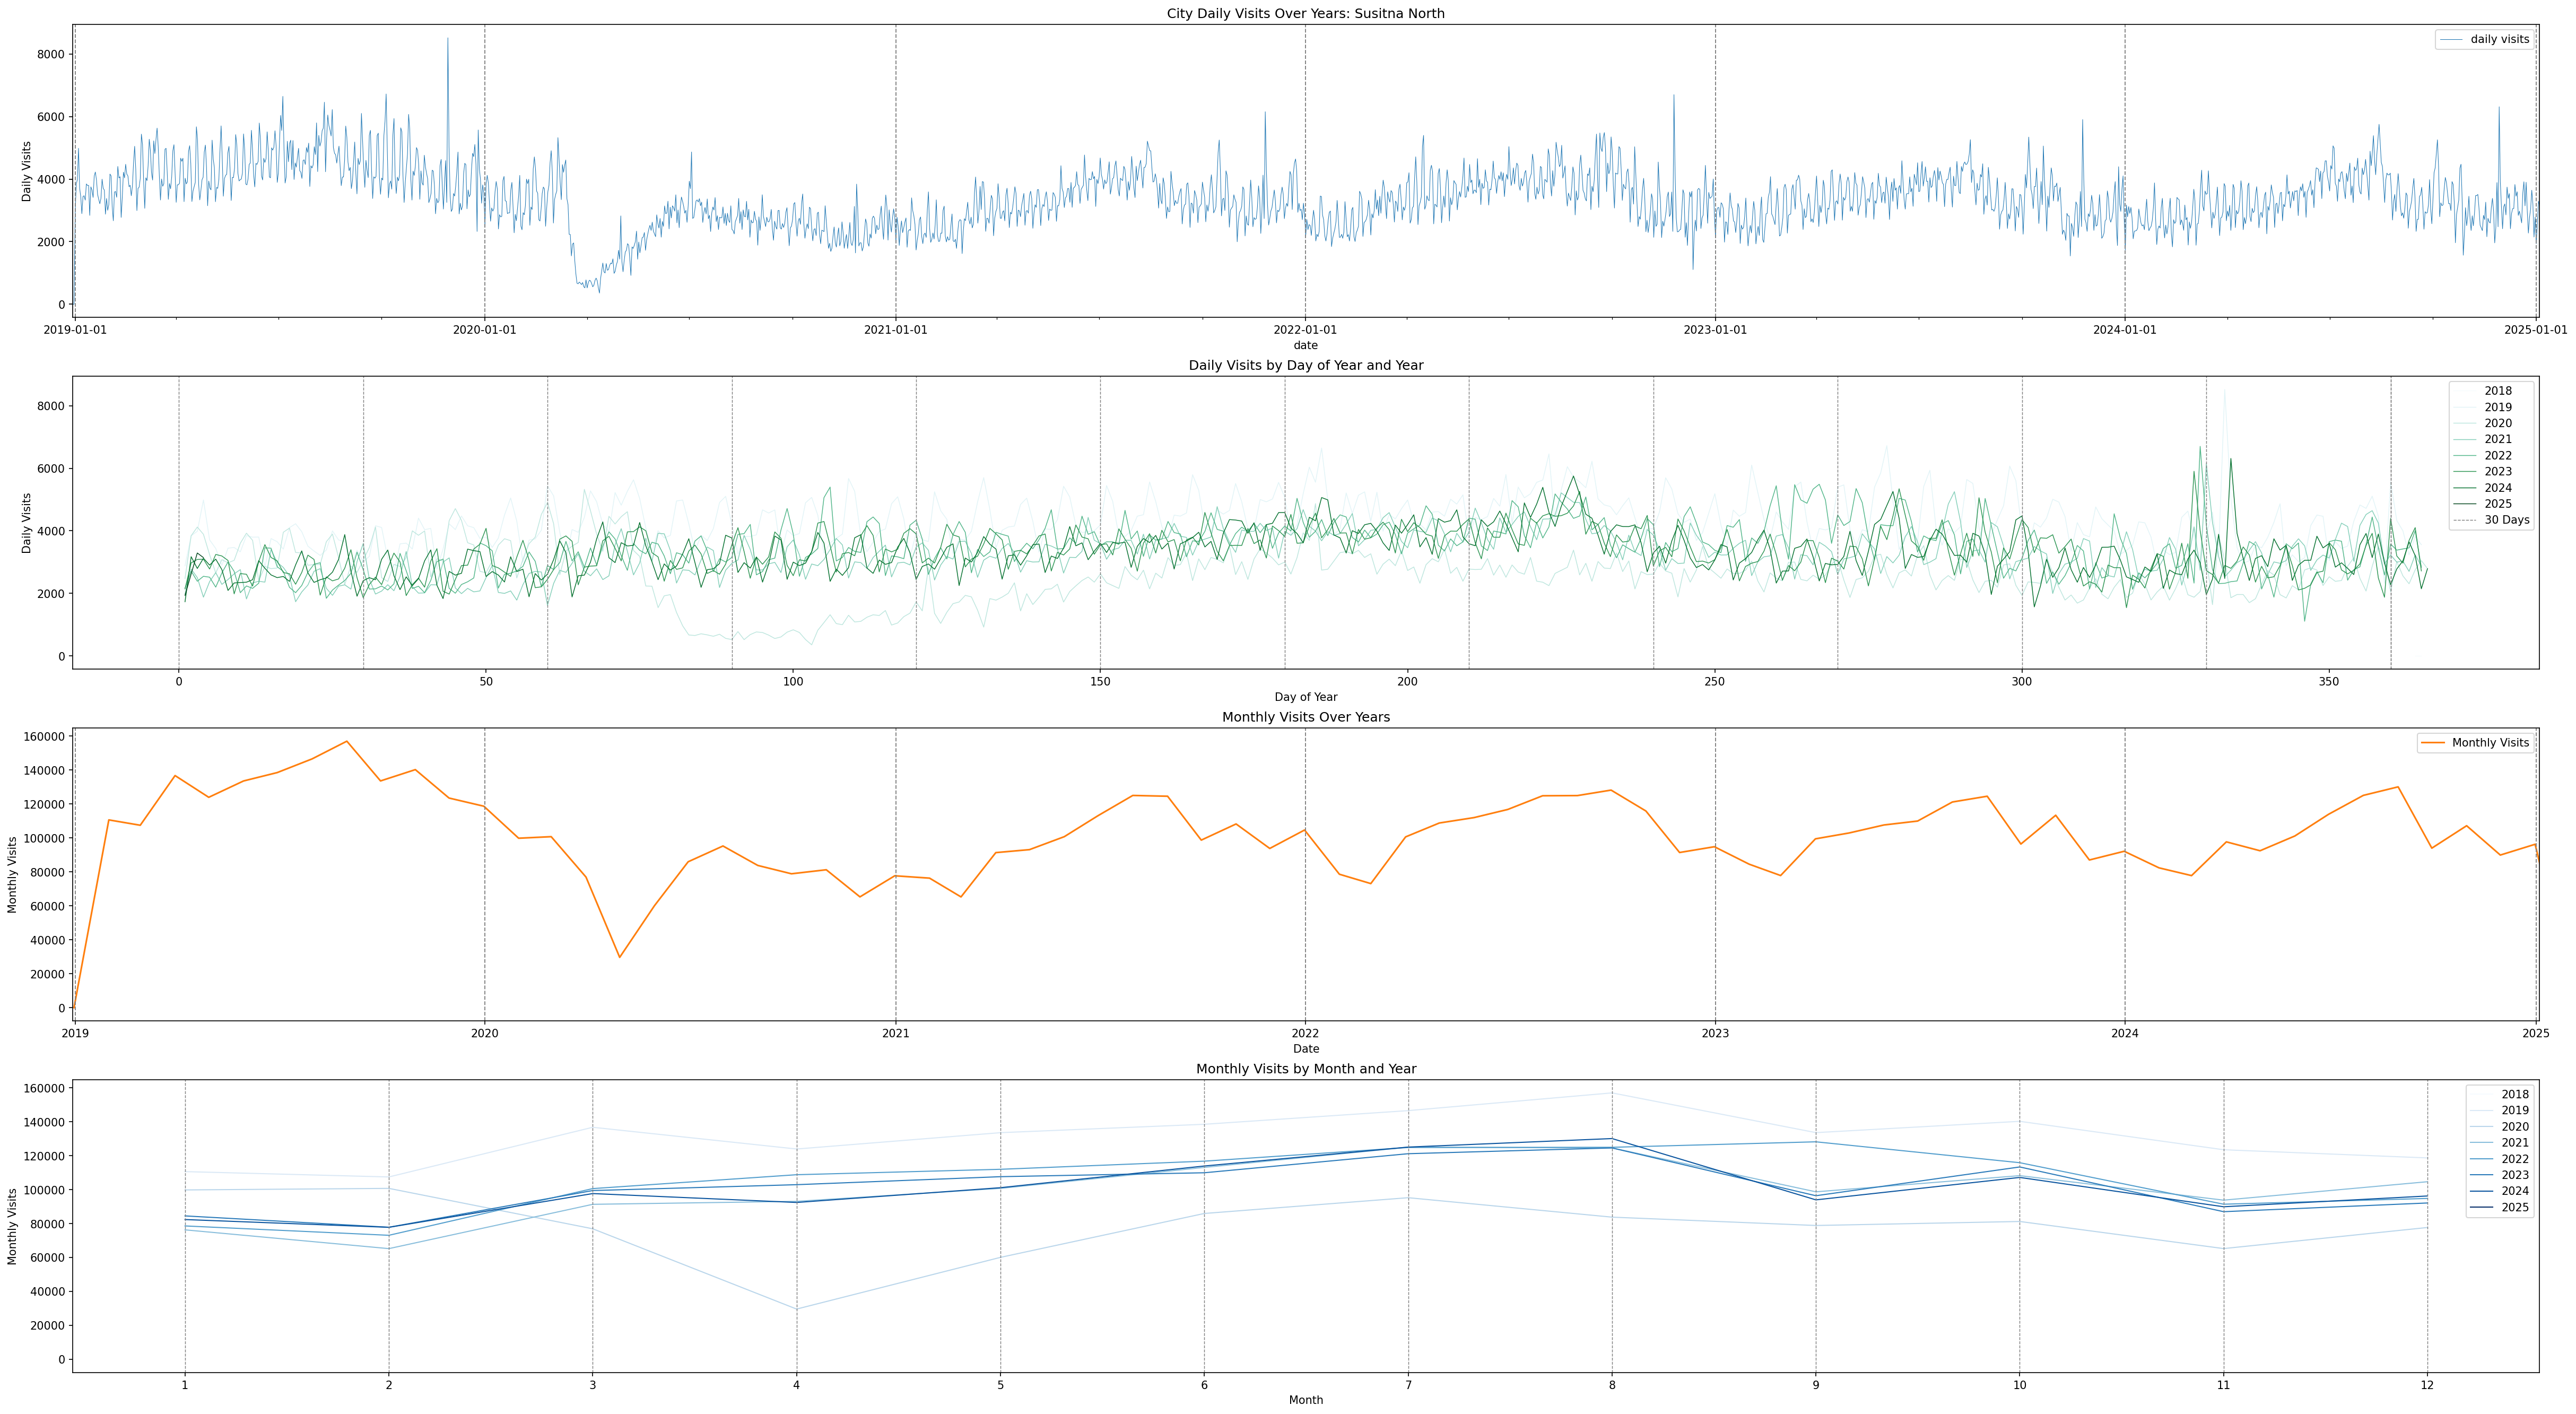 City Daily Visits Over Years: Susitna North
Daily Visits
8000
6000
4000
2000
0
daily visits
2019-01-01 2020-01-01 2021-01-01 2022-01-01 2023-01-01 2024-01-01 2025-01-01
date
Daily Visits by Day of Year and Year
Daily Visits
8000
6000
4000
2000
0
2018
2019
2020
2021
2022
2023
2024
2025
30 Days
0 50 100 150 200 250 300 350
Day of Year
Monthly Visits Over Years
Monthly Visits
160000
140000
120000
100000
80000
60000
40000
20000
0
Monthly Visits
2019 2020 2021 2022 2023 2024 2025
Date
Monthly Visits by Month and Year
Monthly Visits
160000
140000
120000
100000
80000
60000
40000
20000
0
2018
2019
2020
2021
2022
2023
2024
2025
1 2 3 4 5 6 7 8 9 10 11 12
Month